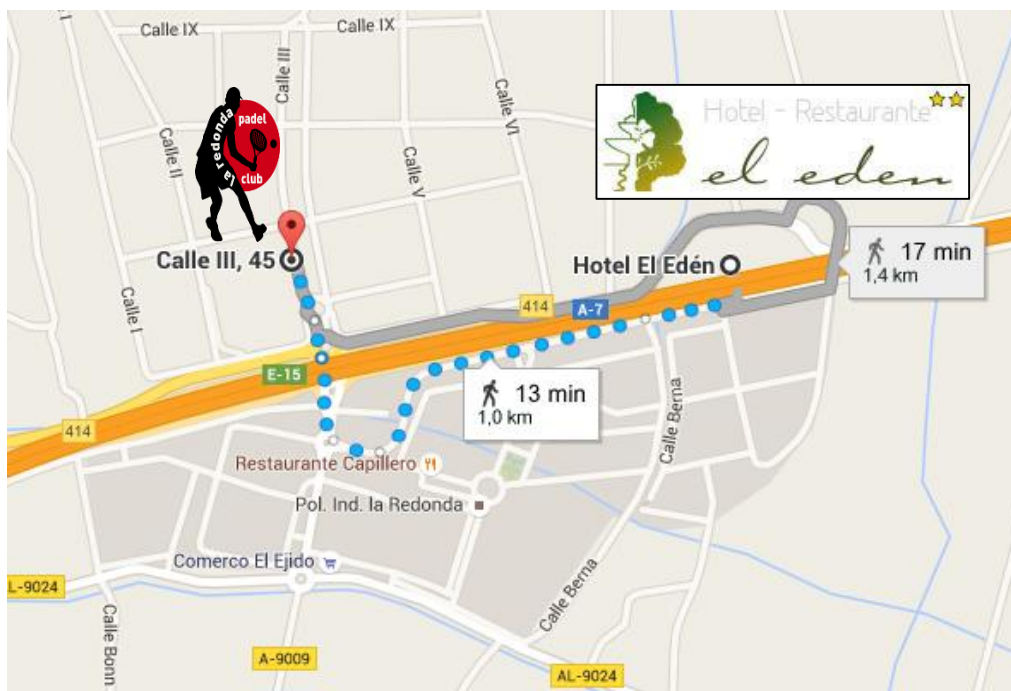 Calle IX
Calle IX
Calle III
Calle VI
Hotel - Restaurante
el eden
la redonda
padel
club
Calle II
Calle V
Calle III, 45
Hotel El Edén
17 min
1,4 km
414
A-7
Calle I
E-15
13 min
1,0 km
Calle Berna
414
Restaurante Capillero
Pol. Ind. la Redonda
Comerco El Ejido
L-9024
Calle Berna
Calle Bonn
A-9009
AL-9024